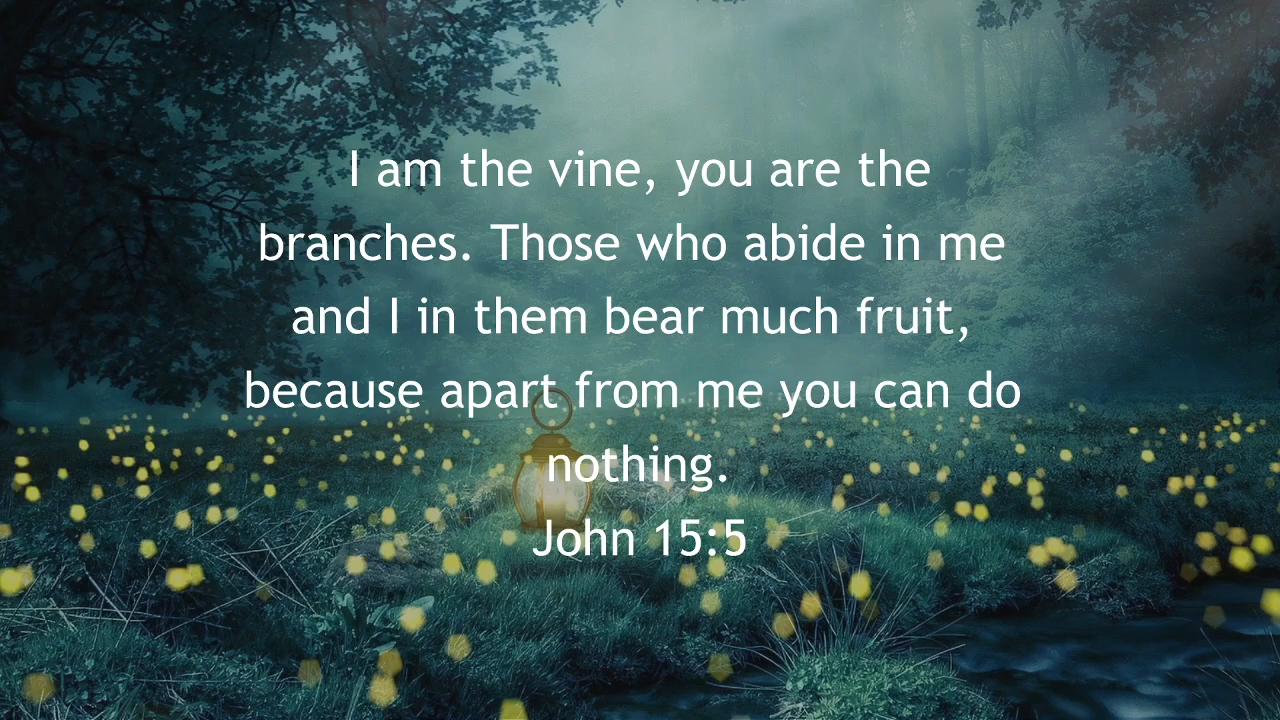 I am the vine, you are the
branches. Those who abide in me
and I in them bear much fruit,
because apart from me you can do
nothing.
John 15:5